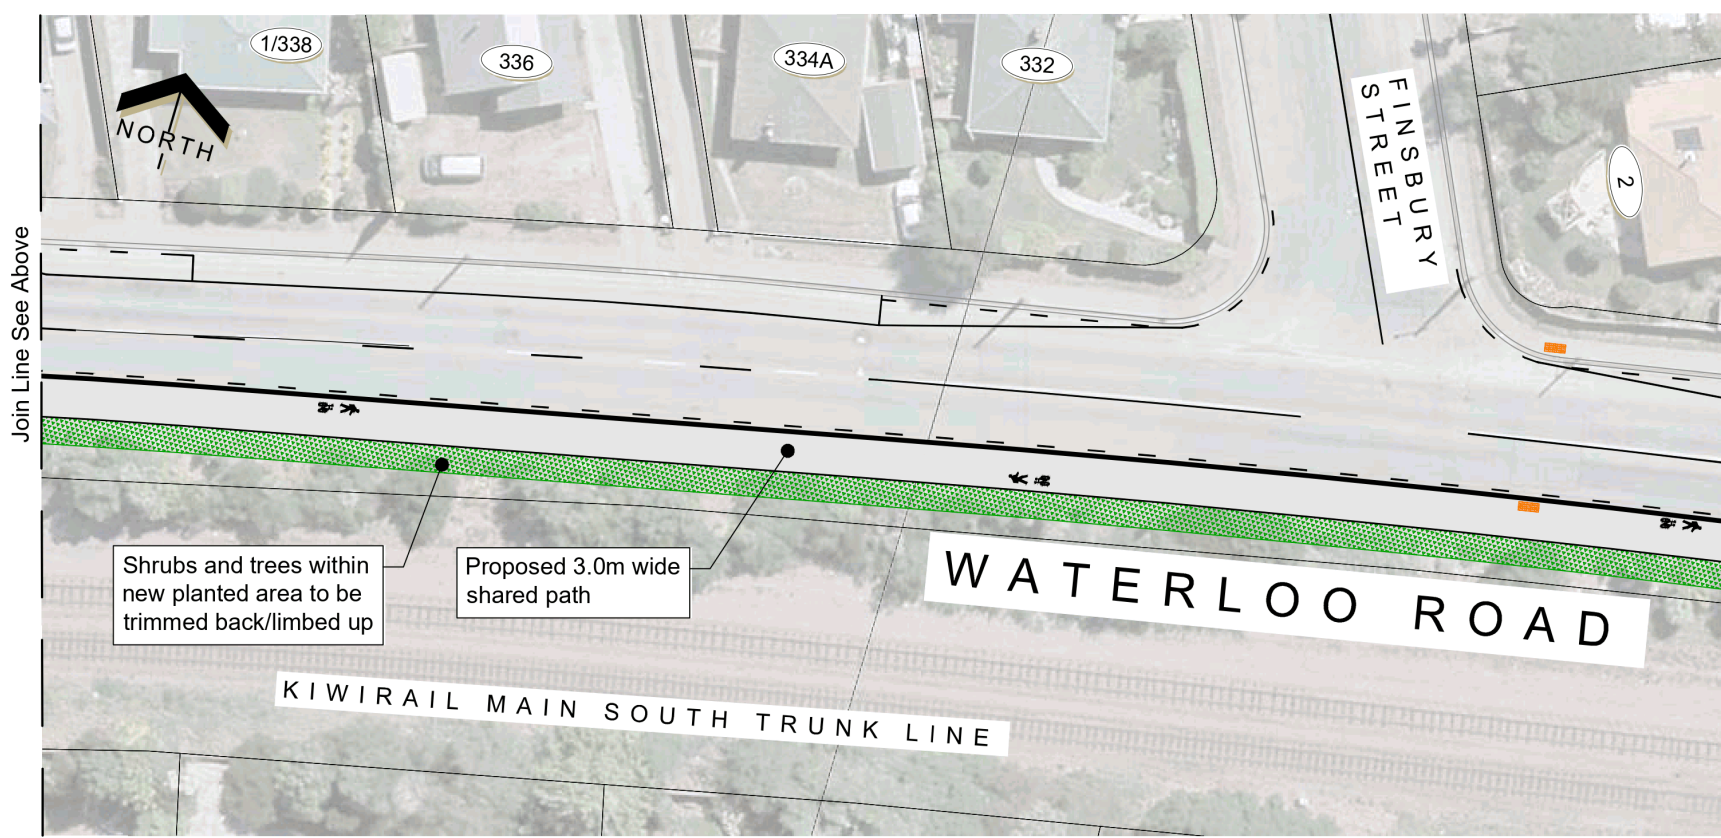 1/338
336
334A
332
FINSBURY
STREET
2
NORTH
Join Line See Above
Shrubs and trees within
new planted area to be
trimmed back/limbed up
Proposed 3.0m wide
shared path
WATERLOO ROAD
KIWIRAIL MAIN SOUTH TRUNK LINE